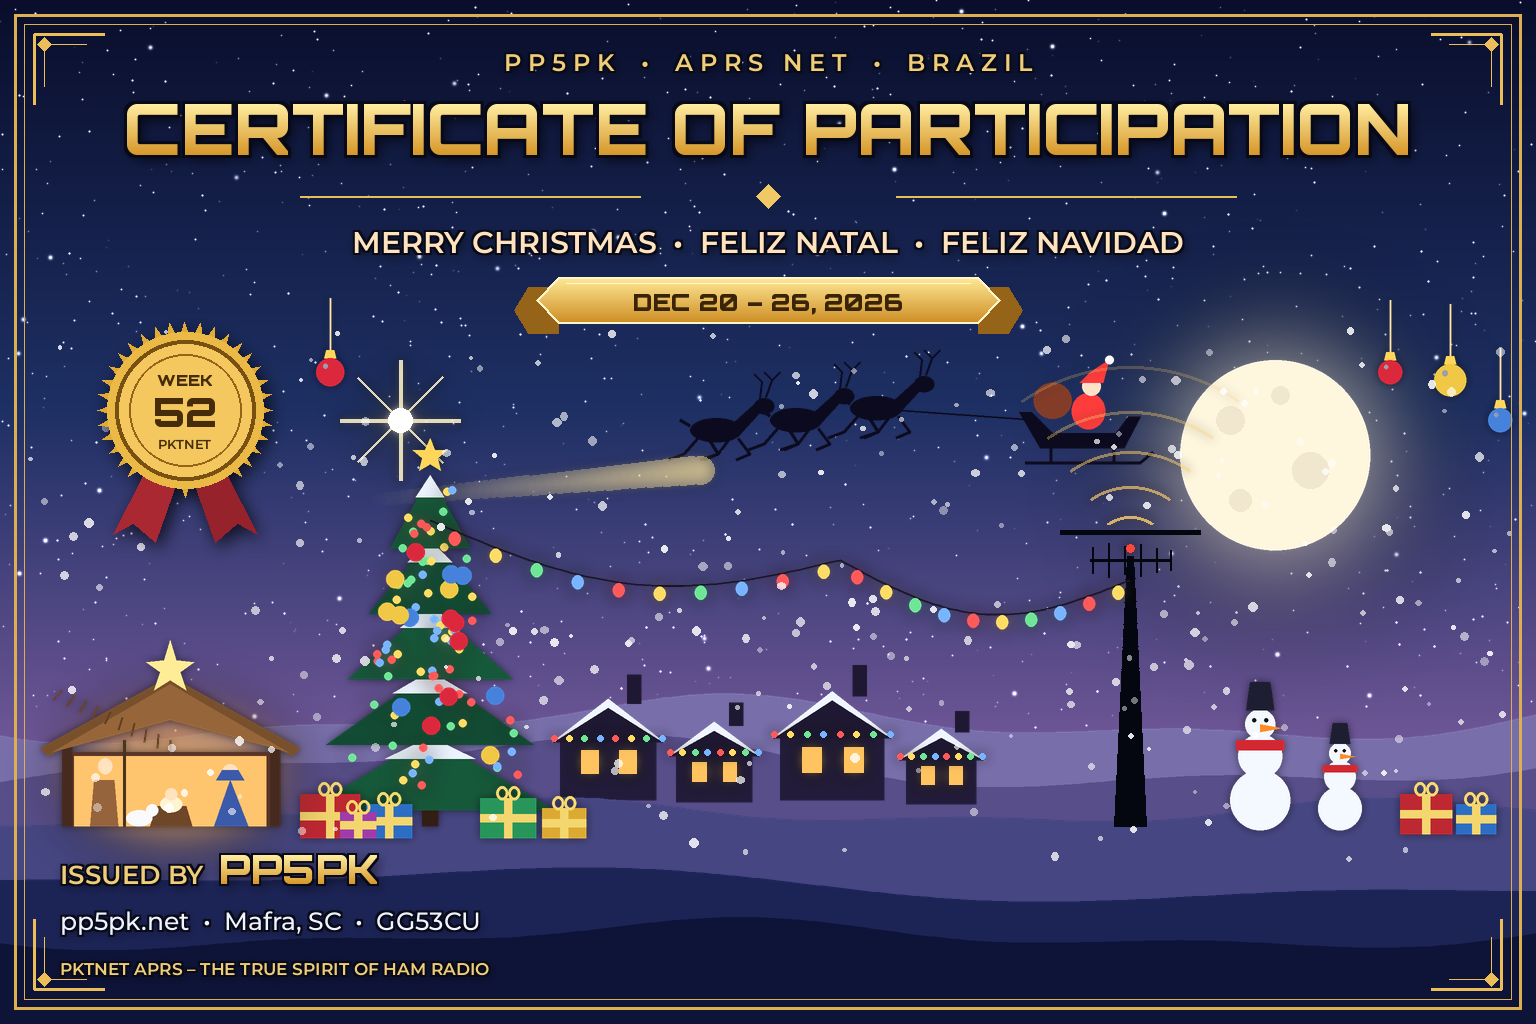 PP5PK • APRS NET • BRAZIL
CERTIFICATE OF PARTICIPATION
MERRY CHRISTMAS • FELIZ NATAL • FELIZ NAVIDAD
DEC 20 – 26, 2026
WEEK
52
PKTNET
ISSUED BY PP5PK
pp5pk.net • Mafra, SC • GG53CU
PKTNET APRS – THE TRUE SPIRIT OF HAM RADIO